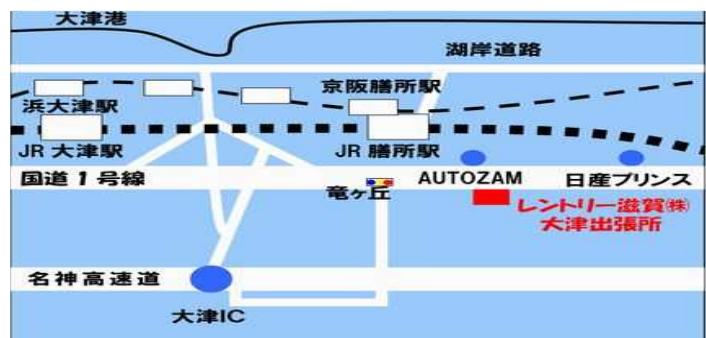 大津港
湖岸道路
京阪膳所駅
浜大津駅
JR 大津駅
JR 膳所駅
国道1号線
竜ヶ丘
AUTOZAM
日産プリンス
レントリー滋賀㈱
大津出張所
名神高速道
大津IC